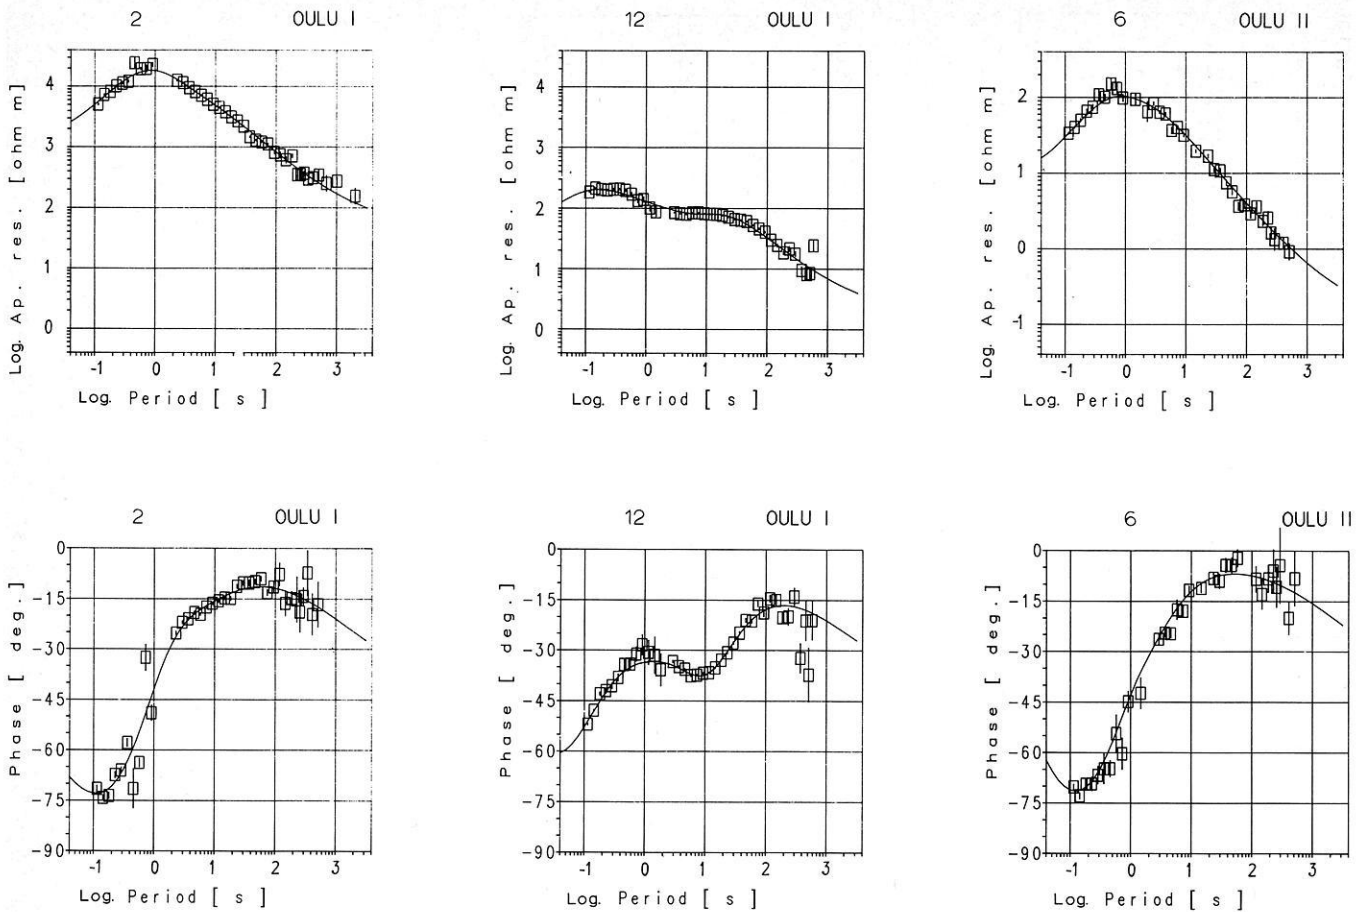 2 OULU I
12 OULU I
6 OULU II
Log. Ap. res. [ohm m]
4
3
2
1
0
-1 0 1 2 3
Log. Period [ s ]
Log. Ap. res. [ohm m]
4
3
2
1
0
-1 0 1 2 3
Log. Period [ s ]
Log. Ap. res. [ohm m]
2
1
0
-1
-1 0 1 2 3
Log. Period [ s ]
2 OULU I
12 OULU I
6 OULU II
Phase [ deg.]
0
-15
-30
-45
-60
-75
-90
-1 0 1 2 3
Log. Period [ s ]
Phase [ deg.]
0
-15
-30
-45
-60
-75
-90
-1 0 1 2 3
Log. Period [ s ]
Phase [ deg.]
0
-15
-30
-45
-60
-75
-90
-1 0 1 2 3
Log. Period [ s ]